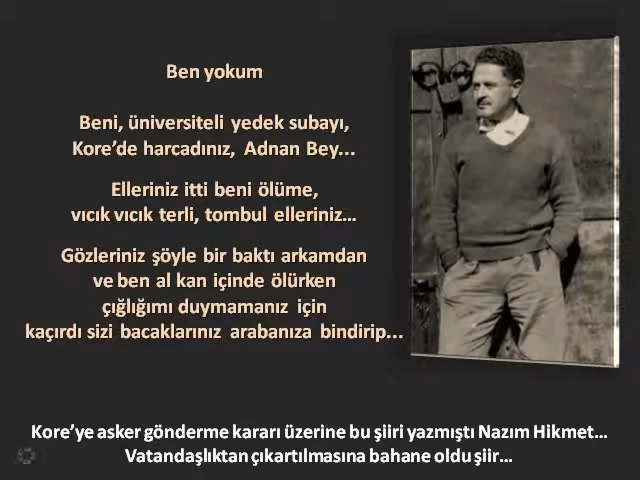 Ben yokum
Beni, üniversiteli yedek subayı,
Kore’de harcadınız, Adnan Bey...
Elleriniz itti beni ölüme,
vıcık vıcık terli, tombul elleriniz...
Gözleriniz şöyle bir baktı arkamdan
ve ben al kan içinde ölürken
çığlığımı duymamanız için
kaçırdı sizi bacaklarınız arabanıza bindirip...
Kore’ye asker gönderme kararı üzerine bu şiiri yazmıştı Nazım Hikmet...
Vatandaşlıktan çıkartılmasına bahane oldu şiir...